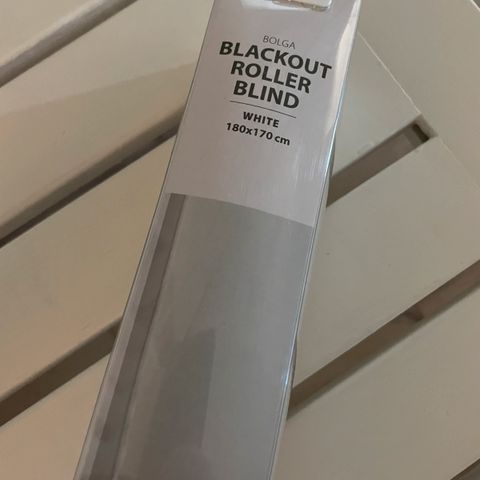 BOLGA
BLACKOUT
ROLLER
BLIND
WHITE
180x170 cm